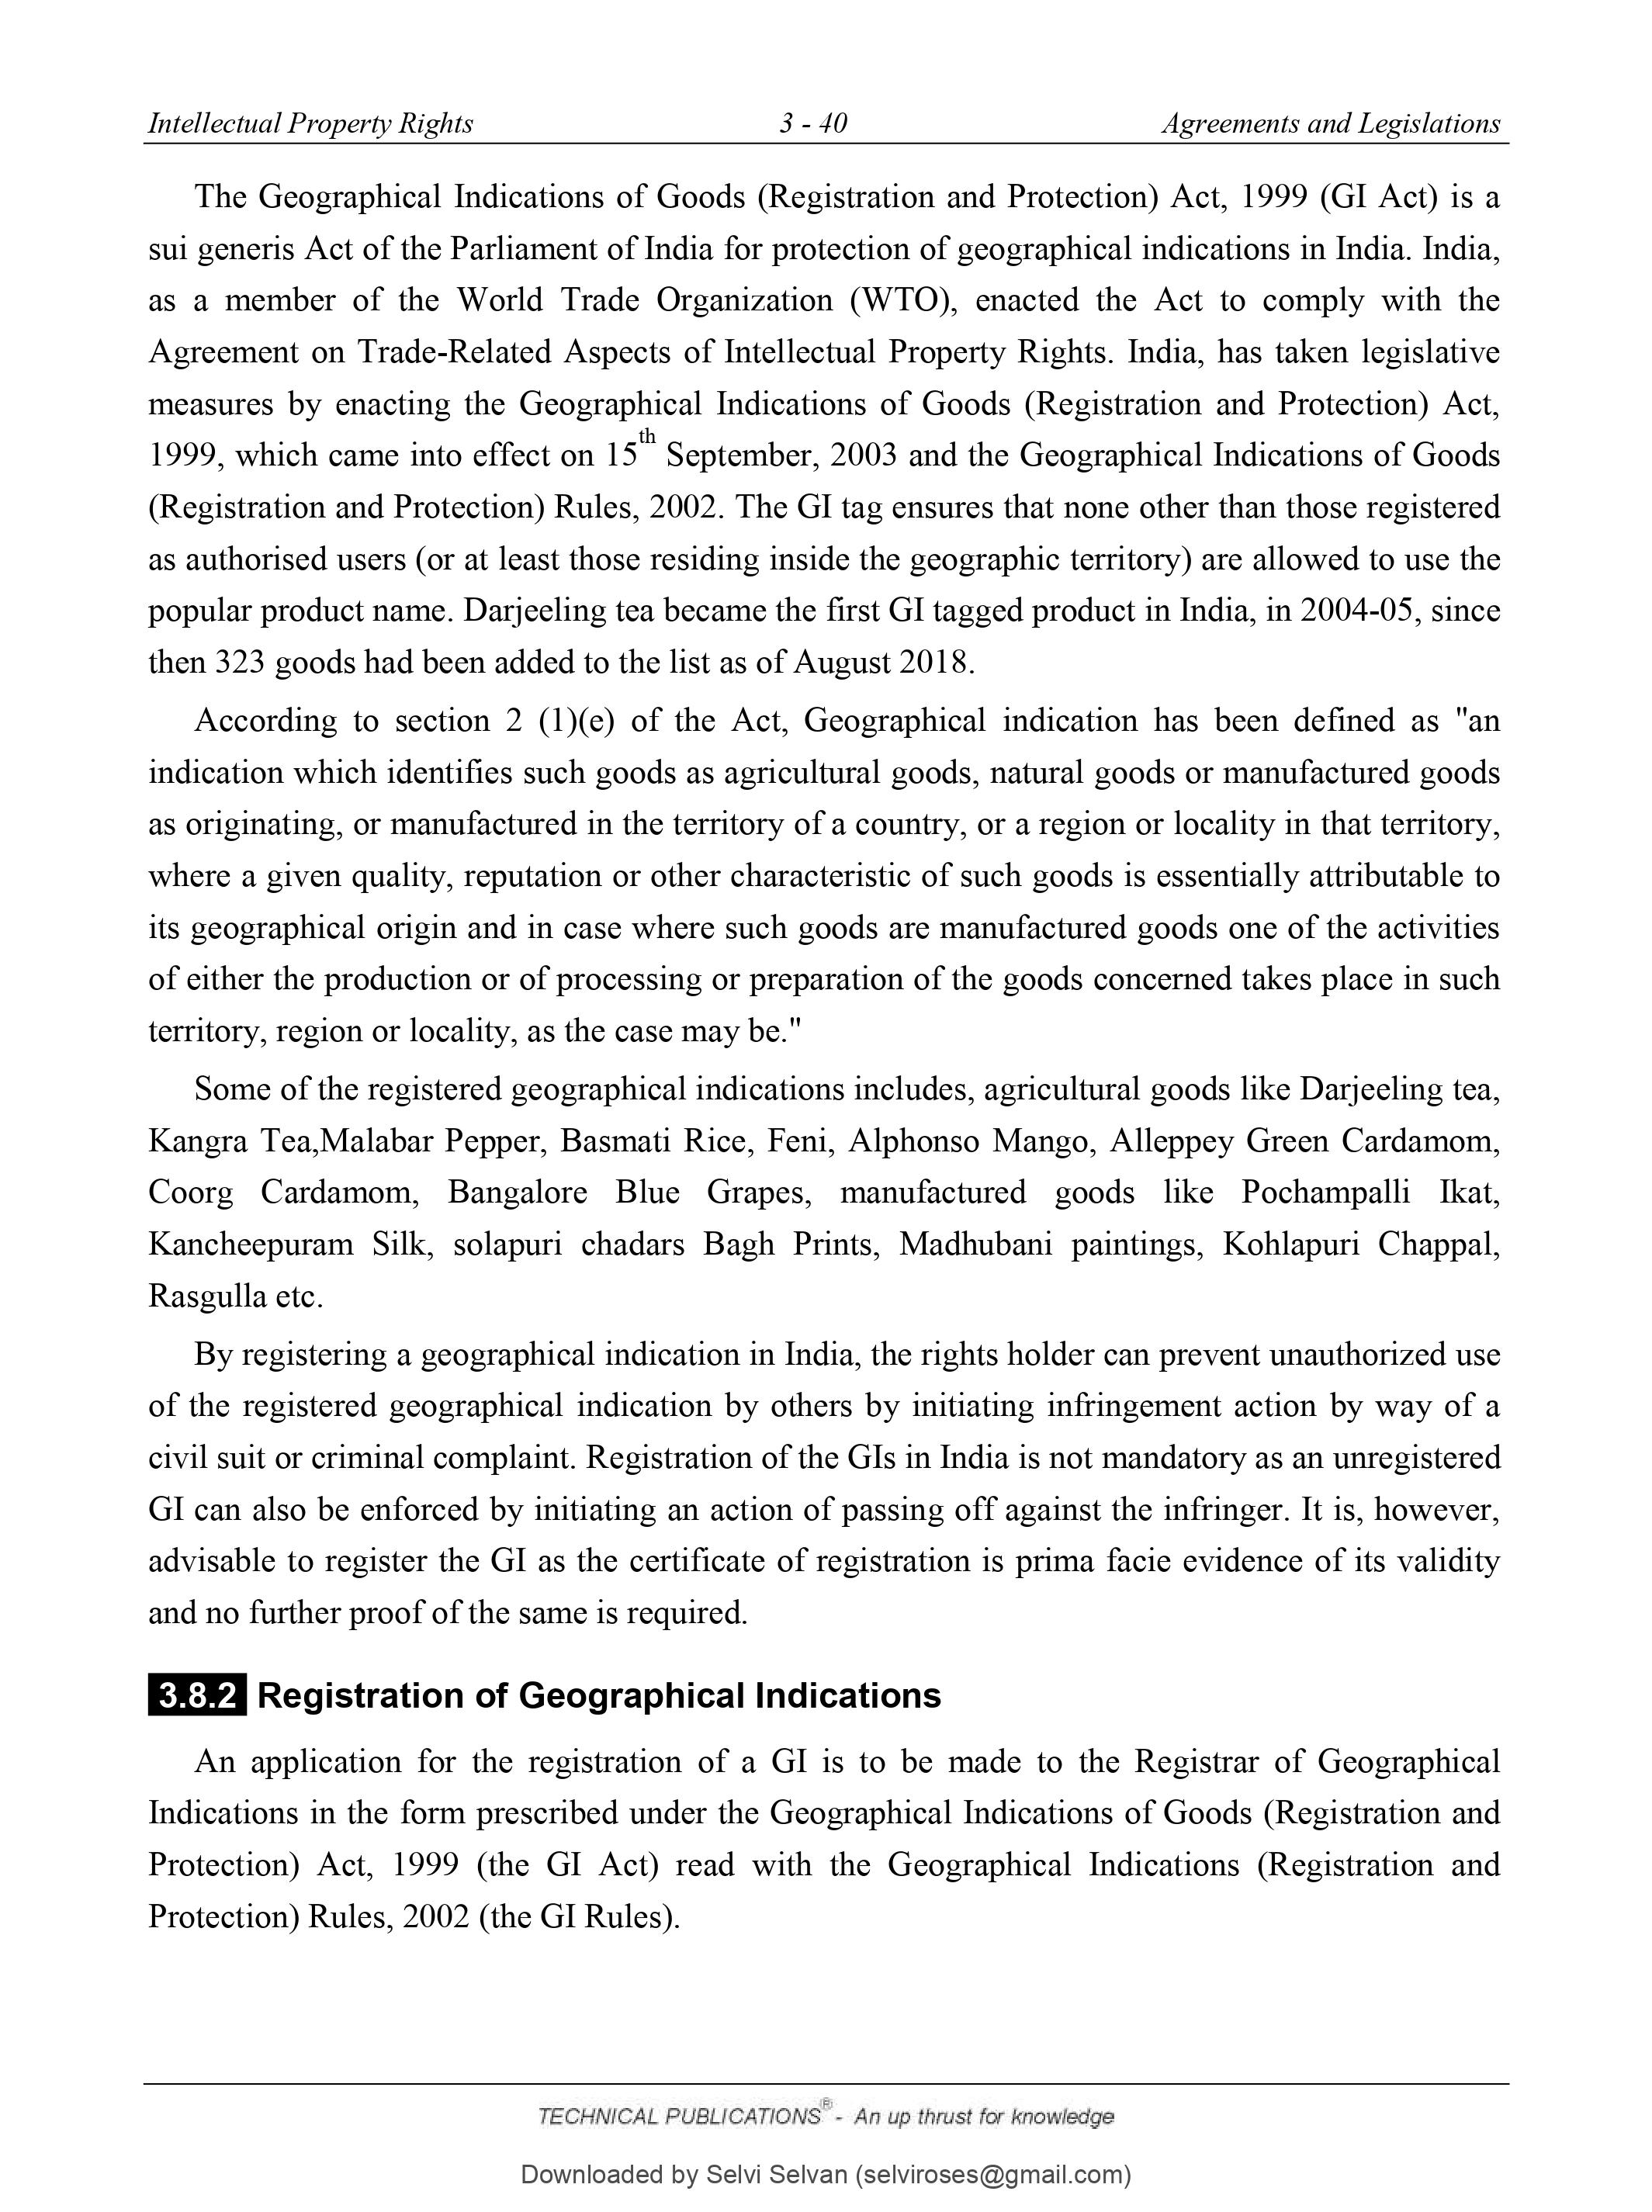 Intellectual Property Rights 3 - 40 Agreements and Legislations
The Geographical Indications of Goods (Registration and Protection) Act, 1999 (GI Act) is a
sui generis Act of the Parliament of India for protection of geographical indications in India. India,
as a member of the World Trade Organization (WTO), enacted the Act to comply with the
Agreement on Trade-Related Aspects of Intellectual Property Rights. India, has taken legislative
measures by enacting the Geographical Indications of Goods (Registration and Protection) Act,
1999, which came into effect on 15th September, 2003 and the Geographical Indications of Goods
(Registration and Protection) Rules, 2002. The GI tag ensures that none other than those registered
as authorised users (or at least those residing inside the geographic territory) are allowed to use the
popular product name. Darjeeling tea became the first GI tagged product in India, in 2004-05, since
then 323 goods had been added to the list as of August 2018.
According to section 2 (1)(e) of the Act, Geographical indication has been defined as "an
indication which identifies such goods as agricultural goods, natural goods or manufactured goods
as originating, or manufactured in the territory of a country, or a region or locality in that territory,
where a given quality, reputation or other characteristic of such goods is essentially attributable to
its geographical origin and in case where such goods are manufactured goods one of the activities
of either the production or of processing or preparation of the goods concerned takes place in such
territory, region or locality, as the case may be."
Some of the registered geographical indications includes, agricultural goods like Darjeeling tea,
Kangra Tea,Malabar Pepper, Basmati Rice, Feni, Alphonso Mango, Alleppey Green Cardamom,
Coorg Cardamom, Bangalore Blue Grapes, manufactured goods like Pochampalli Ikat,
Kancheepuram Silk, solapuri chadars Bagh Prints, Madhubani paintings, Kohlapuri Chappal,
Rasgulla etc.
By registering a geographical indication in India, the rights holder can prevent unauthorized use
of the registered geographical indication by others by initiating infringement action by way of a
civil suit or criminal complaint. Registration of the GIs in India is not mandatory as an unregistered
GI can also be enforced by initiating an action of passing off against the infringer. It is, however,
advisable to register the GI as the certificate of registration is prima facie evidence of its validity
and no further proof of the same is required.
3.8.2 Registration of Geographical Indications
An application for the registration of a GI is to be made to the Registrar of Geographical
Indications in the form prescribed under the Geographical Indications of Goods (Registration and
Protection) Act, 1999 (the GI Act) read with the Geographical Indications (Registration and
Protection) Rules, 2002 (the GI Rules).
TECHNICAL PUBLICATIONS® - An up thrust for knowledge
Downloaded by Selvi Selvan (selviroses@gmail.com)